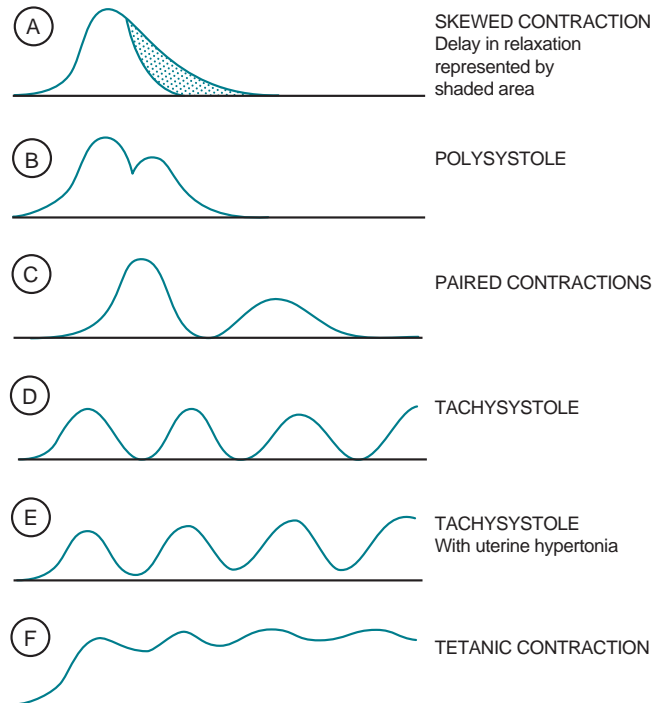 A
SKEWED CONTRACTION
Delay in relaxation
represented by
shaded area
B
POLYSYSTOLE
C
PAIRED CONTRACTIONS
D
TACHYSYSTOLE
E
TACHYSYSTOLE
With uterine hypertonia
F
TETANIC CONTRACTION